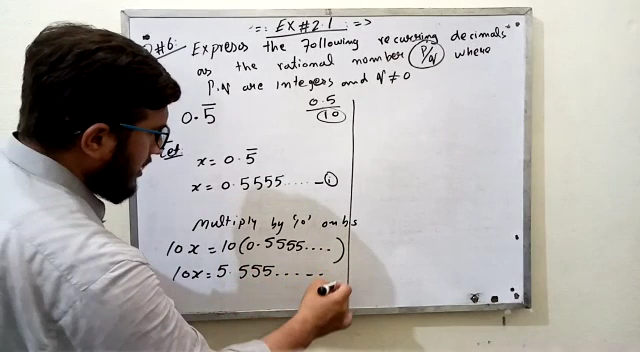 -:= EX#2.1 :=>
Q#6: Express the following recurring decimals
as the rational number P/q where
P.q are integers and q ≠ 0
0.5̅
0.5
10
Let
x = 0.5̅
x = 0.5555...... - i
Multiply by '10' on b s
10x = 10(0.5555....)
10x = 5.555......